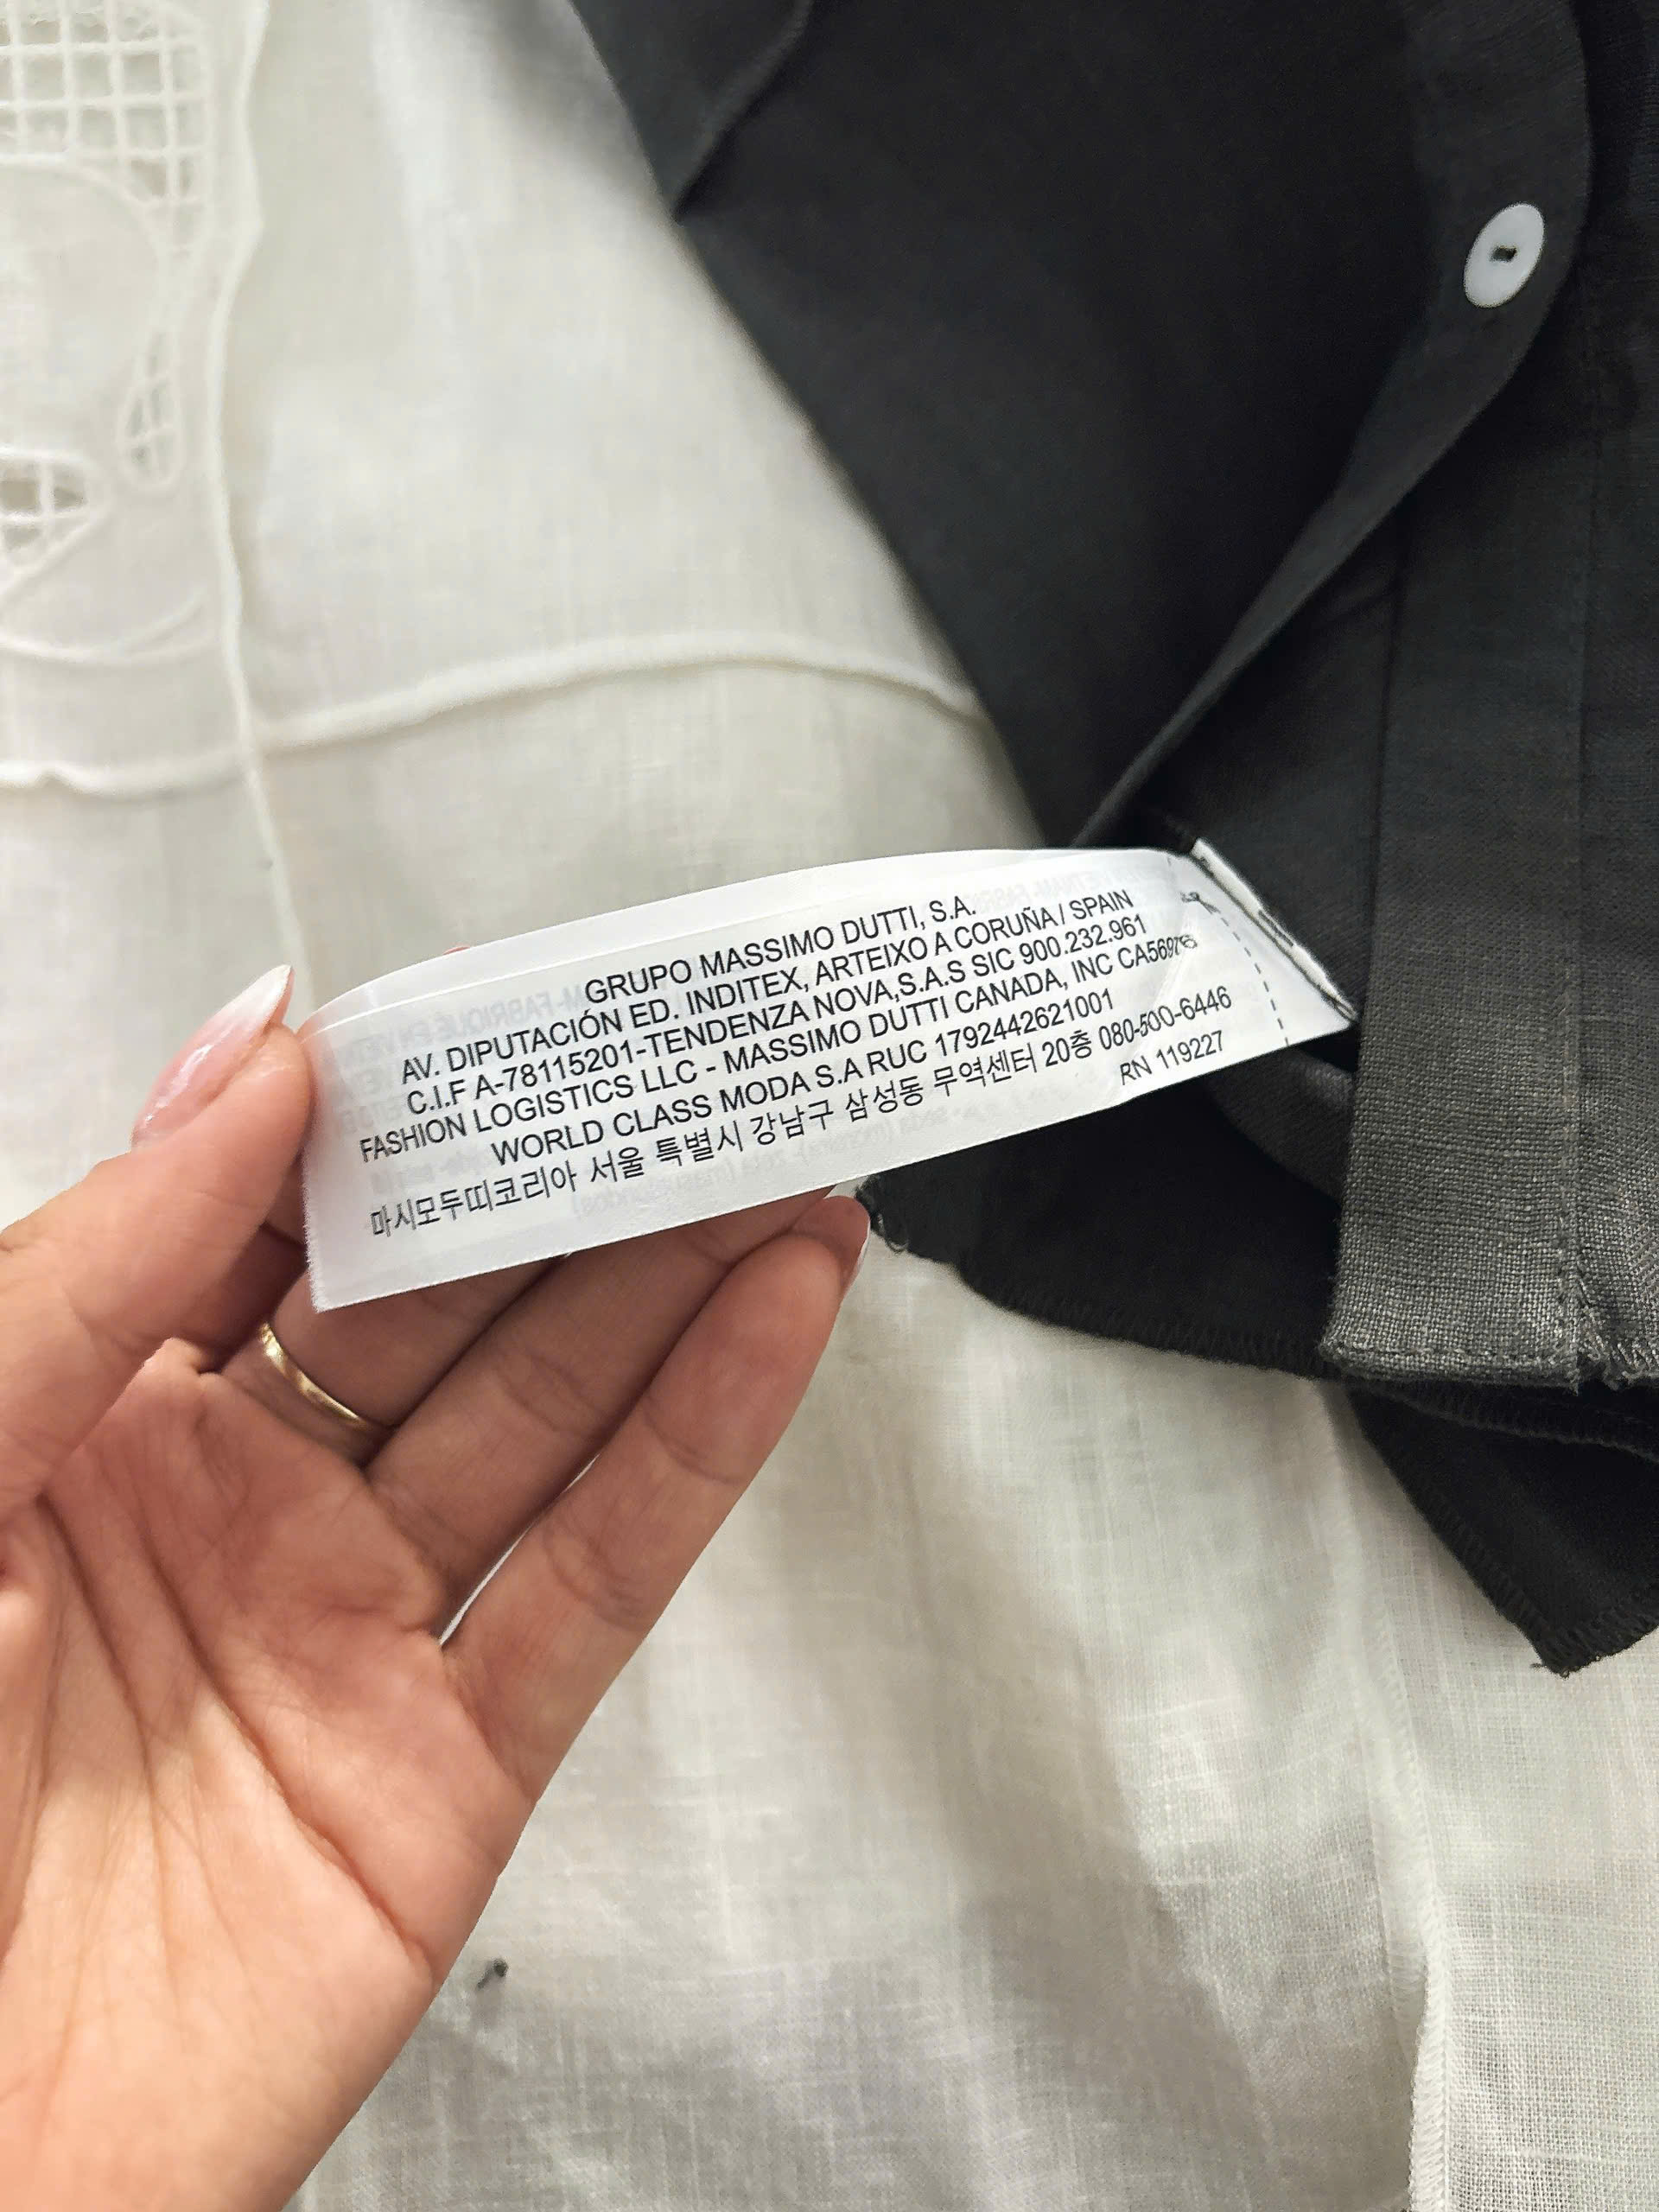 GRUPO MASSIMO DUTTI, S.A.
AV. DIPUTACIÓN ED. INDITEX, ARTEIXO A CORUÑA / SPAIN
C.I.F A-78115201-TENDENZA NOVA,S.A.S SIC 900.232.961
FASHION LOGISTICS LLC - MASSIMO DUTTI CANADA, INC
WORLD CLASS MODA S.A RUC 1792442621001
마시모두띠코리아 서울 특별시 강남구 삼성동 무역센터 20층 080-500-6446
RN 119227